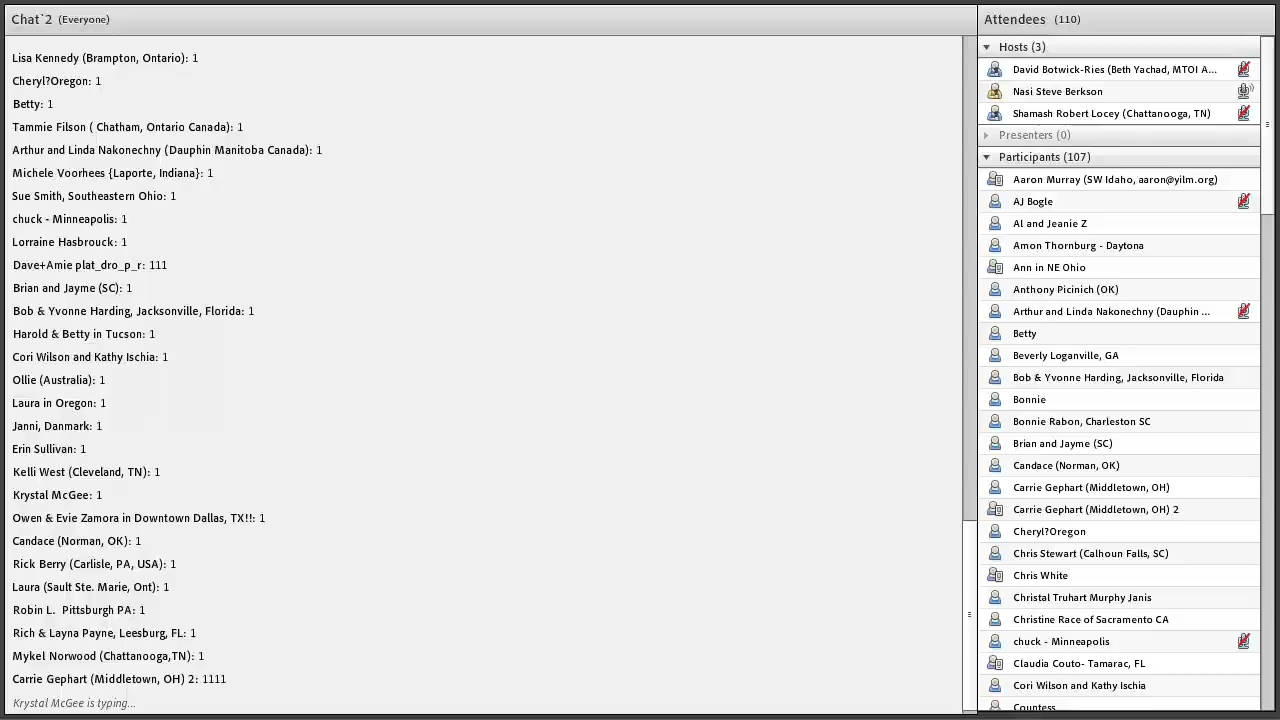 Chat`2 (Everyone)
Lisa Kennedy (Brampton, Ontario): 1
Cheryl?Oregon: 1
Betty: 1
Tammie Filson ( Chatham, Ontario Canada): 1
Arthur and Linda Nakonechny (Dauphin Manitoba Canada): 1
Michele Voorhees {Laporte, Indiana}: 1
Sue Smith, Southeastern Ohio: 1
chuck - Minneapolis: 1
Lorraine Hasbrouck: 1
Dave+Amie plat_dro_p_r: 111
Brian and Jayme (SC): 1
Bob & Yvonne Harding, Jacksonville, Florida: 1
Harold & Betty in Tucson: 1
Cori Wilson and Kathy Ischia: 1
Ollie (Australia): 1
Laura in Oregon: 1
Janni, Danmark: 1
Erin Sullivan: 1
Kelli West (Cleveland, TN): 1
Krystal McGee: 1
Owen & Evie Zamora in Downtown Dallas, TX!!: 1
Candace (Norman, OK): 1
Rick Berry (Carlisle, PA, USA): 1
Laura (Sault Ste. Marie, Ont): 1
Robin L.  Pittsburgh PA: 1
Rich & Layna Payne, Leesburg, FL: 1
Mykel Norwood (Chattanooga,TN): 1
Carrie Gephart (Middletown, OH) 2: 1111
Krystal McGee is typing...
Attendees (110)
Hosts (3)
David Botwick-Ries (Beth Yachad, MTOI A...
Nasi Steve Berkson
Shamash Robert Locey (Chattanooga, TN)
Presenters (0)
Participants (107)
Aaron Murray (SW Idaho, aaron@yilm.org)
AJ Bogle
Al and Jeanie Z
Amon Thornburg - Daytona
Ann in NE Ohio
Anthony Picinich (OK)
Arthur and Linda Nakonechny (Dauphin ...
Betty
Beverly Loganville, GA
Bob & Yvonne Harding, Jacksonville, Florida
Bonnie
Bonnie Rabon, Charleston SC
Brian and Jayme (SC)
Candace (Norman, OK)
Carrie Gephart (Middletown, OH)
Carrie Gephart (Middletown, OH) 2
Cheryl?Oregon
Chris Stewart (Calhoun Falls, SC)
Chris White
Christal Truhart Murphy Janis
Christine Race of Sacramento CA
chuck - Minneapolis
Claudia Couto- Tamarac, FL
Cori Wilson and Kathy Ischia
Countess